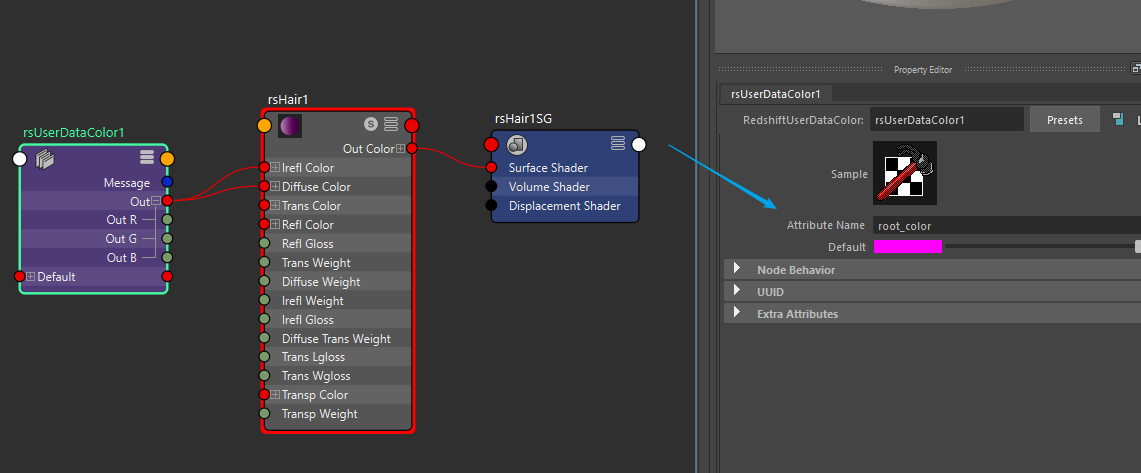 rsUserDataColor1
Message
Out
Out R
Out G
Out B
Default
rsHair1
S
Out Color
Irefl Color
Diffuse Color
Trans Color
Refl Color
Refl Gloss
Trans Weight
Diffuse Weight
Irefl Weight
Irefl Gloss
Diffuse Trans Weight
Trans Lgloss
Trans Wgloss
Transp Color
Transp Weight
rsHair1SG
Surface Shader
Volume Shader
Displacement Shader
Property Editor
rsUserDataColor1
RedshiftUserDataColor: rsUserDataColor1 Presets
Sample
Attribute Name root_color
Default
Node Behavior
UUID
Extra Attributes